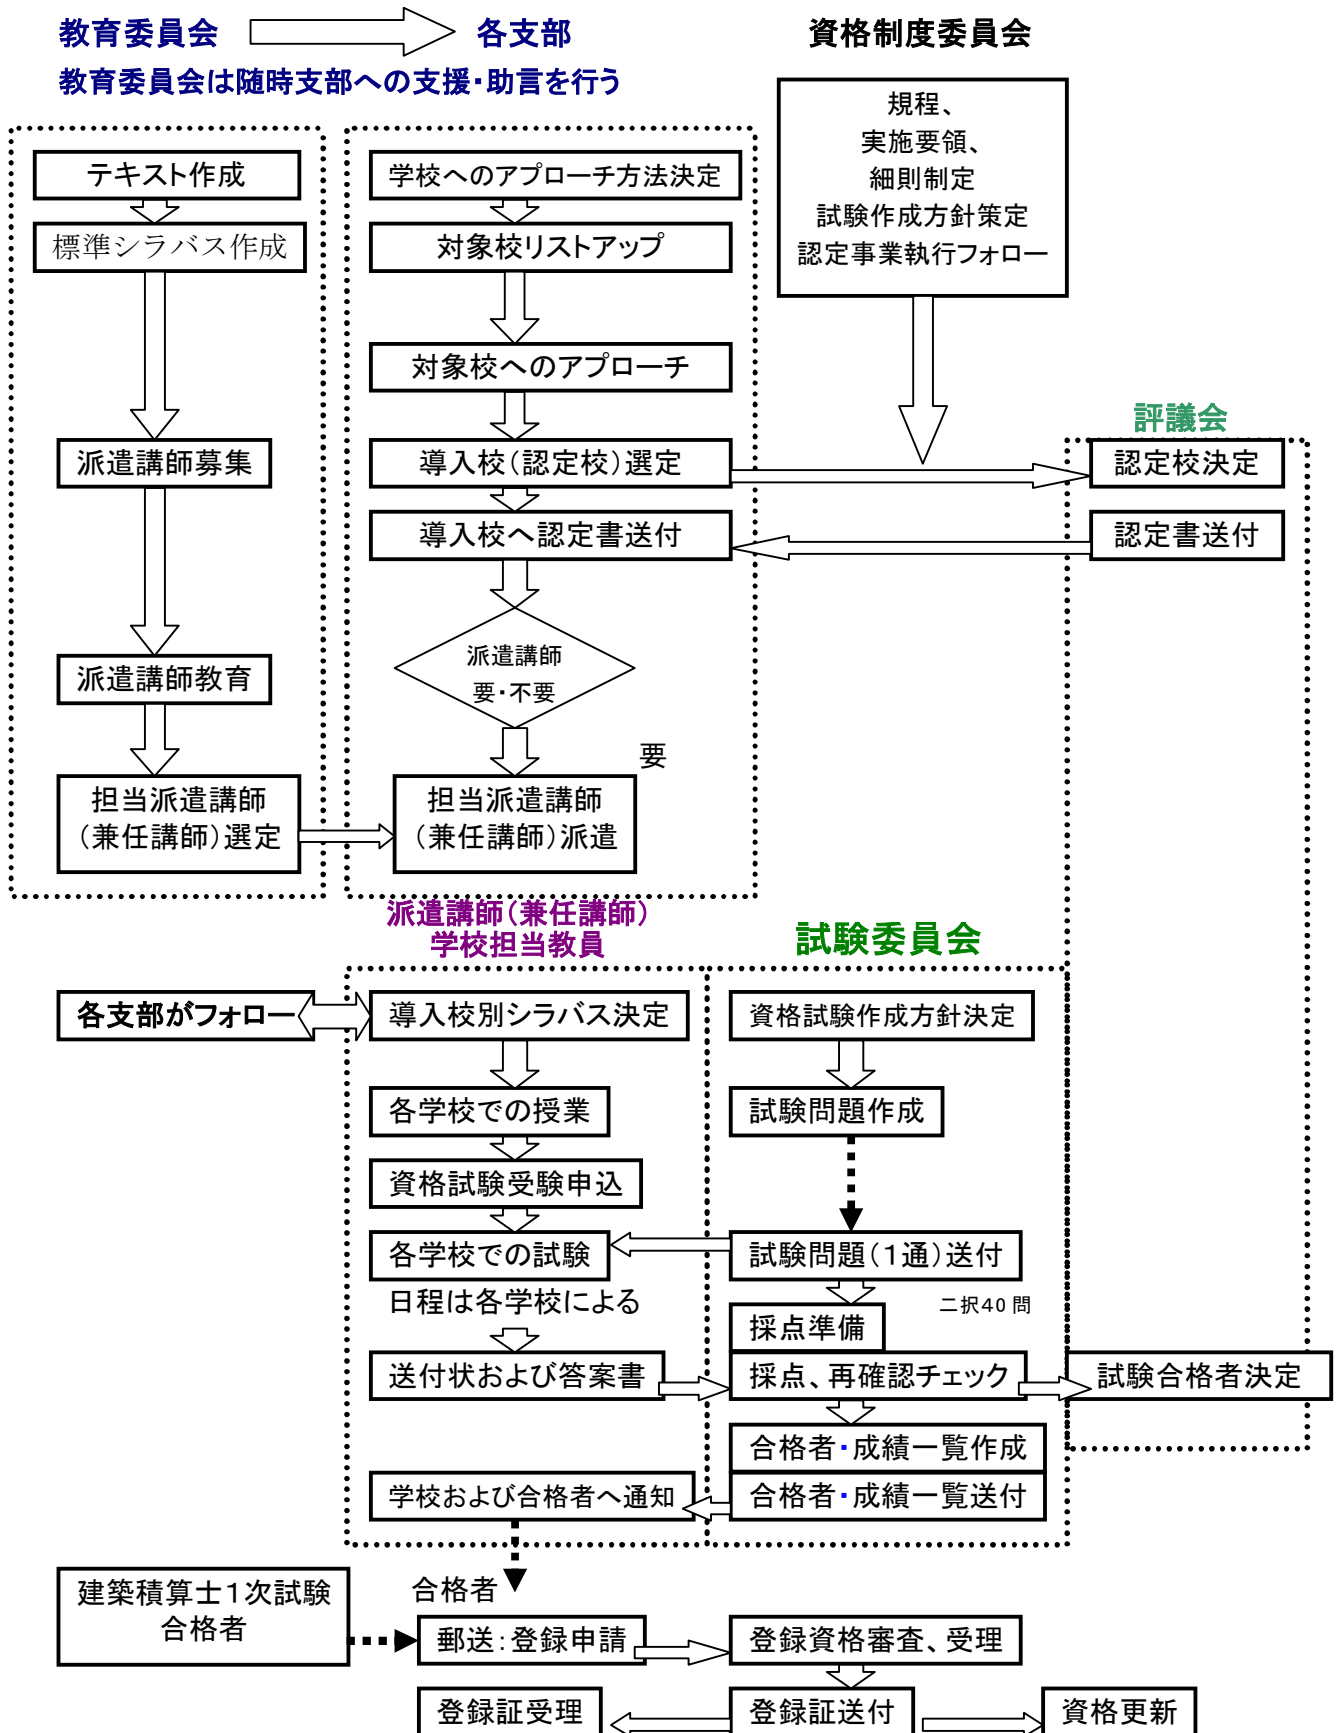 教育委員会
各支部
資格制度委員会
教育委員会は随時支部への支援・助言を行う
規程、
実施要領、
細則制定
試験作成方針策定
認定事業執行フォロー
テキスト作成
標準シラバス作成
派遣講師募集
派遣講師教育
担当派遣講師
（兼任講師）選定
学校へのアプローチ方法決定
対象校リストアップ
対象校へのアプローチ
導入校（認定校）選定
導入校へ認定書送付
派遣講師
要・不要
要
担当派遣講師
（兼任講師）派遣
評議会
認定校決定
認定書送付
派遣講師（兼任講師）
学校担当教員
試験委員会
各支部がフォロー
導入校別シラバス決定
各学校での授業
資格試験受験申込
各学校での試験
日程は各学校による
送付状および答案書
学校および合格者へ通知
資格試験作成方針決定
試験問題作成
試験問題（１通）送付
二択４０問
採点準備
採点、再確認チェック
合格者・成績一覧作成
合格者・成績一覧送付
試験合格者決定
建築積算士１次試験
合格者
合格者
郵送：登録申請
登録資格審査、受理
登録証受理
登録証送付
資格更新